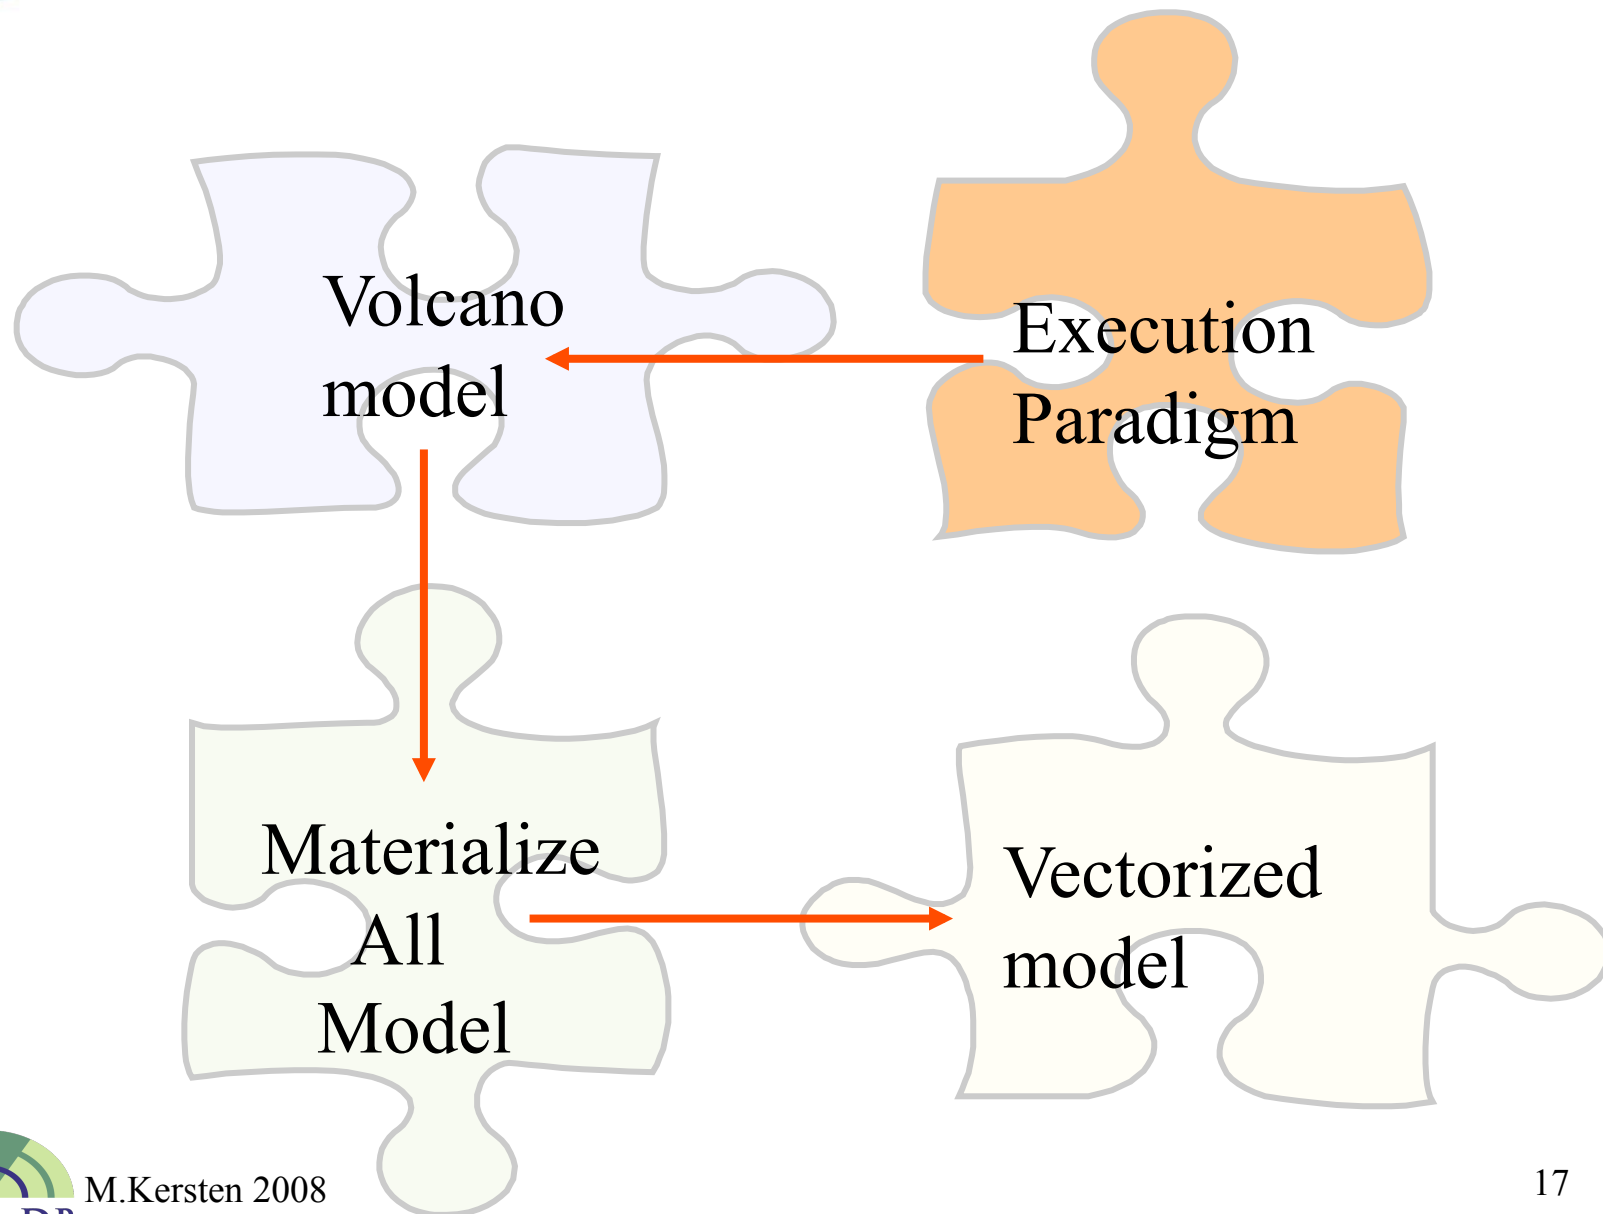 Volcano
model
Execution
Paradigm
Materialize
All
Model
Vectorized
model
M.Kersten 2008
17